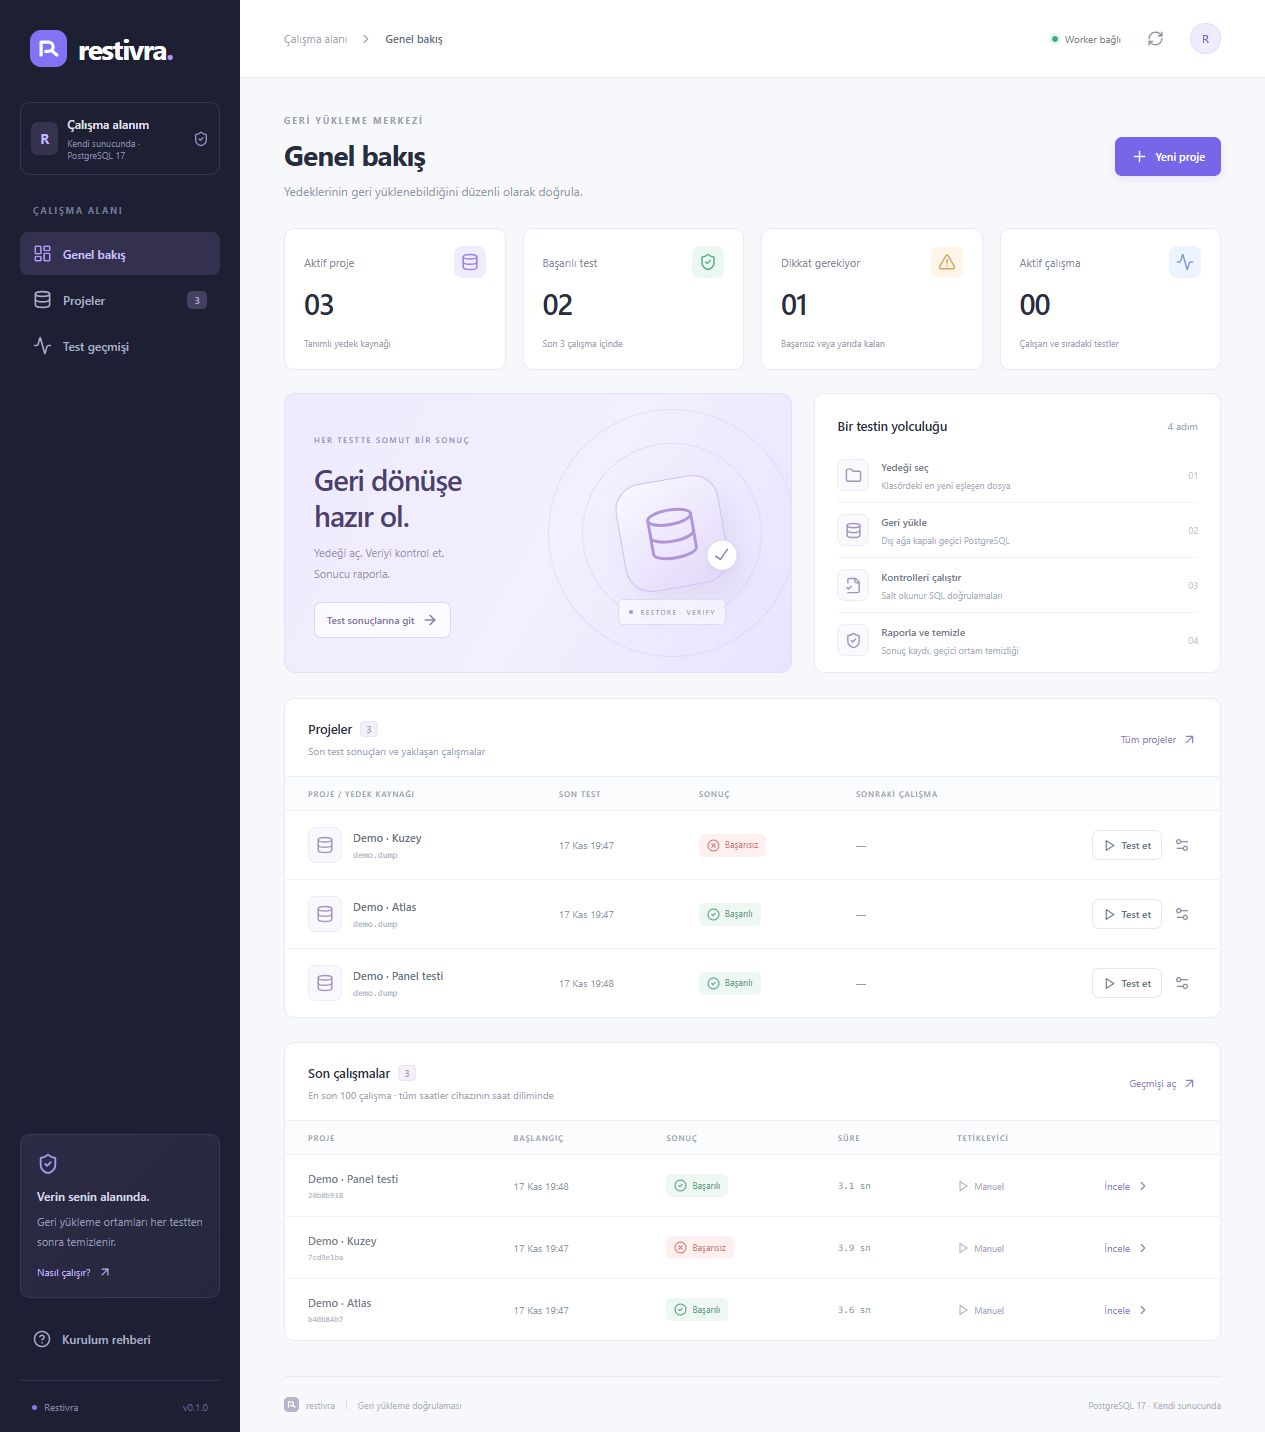 restivra.
R
Çalışma alanım
Kendi sunucunda ·
PostgreSQL 17
ÇALIŞMA ALANI
Genel bakış
Projeler 3
Test geçmişi
Verin senin alanında.
Geri yükleme ortamları her testten
sonra temizlenir.
Nasıl çalışır?
Kurulum rehberi
Restivra v0.1.0
Çalışma alanı Genel bakış
Worker bağlı R
GERİ YÜKLEME MERKEZİ
Genel bakış
Yedeklerinin geri yüklenebildiğini düzenli olarak doğrula.
Yeni proje
Aktif proje
03
Tanımlı yedek kaynağı
Başarılı test
02
Son 3 çalışma içinde
Dikkat gerekiyor
01
Başarısız veya yarıda kalan
Aktif çalışma
00
Çalışan ve sıradaki testler
HER TESTTE SOMUT BİR SONUÇ
Geri dönüşe
hazır ol.
Yedeği aç. Veriyi kontrol et.
Sonucu raporla.
Test sonuçlarına git
RESTORE · VERIFY
Bir testin yolculuğu 4 adım
Yedeği seç
Klasördeki en yeni eşleşen dosya
01
Geri yükle
Dış ağa kapalı geçici PostgreSQL
02
Kontrolleri çalıştır
Salt okunur SQL doğrulamaları
03
Raporla ve temizle
Sonuç kaydı, geçici ortam temizliği
04
Projeler 3
Son test sonuçları ve yaklaşan çalışmalar
Tüm projeler
PROJE / YEDEK KAYNAĞI SON TEST SONUÇ SONRAKİ ÇALIŞMA
Demo · Kuzey
demo.dump
17 Kas 19:47 Başarısız — Test et
Demo · Atlas
demo.dump
17 Kas 19:47 Başarılı — Test et
Demo · Panel testi
demo.dump
17 Kas 19:48 Başarılı — Test et
Son çalışmalar 3
En son 100 çalışma · tüm saatler cihazının saat diliminde
Geçmişi aç
PROJE BAŞLANGIÇ SONUÇ SÜRE TETİKLEYİCİ
Demo · Panel testi
20b0b918
17 Kas 19:48 Başarılı 3.1 sn Manuel İncele
Demo · Kuzey
7cd9e1ba
17 Kas 19:47 Başarısız 3.9 sn Manuel İncele
Demo · Atlas
b40b84b7
17 Kas 19:47 Başarılı 3.6 sn Manuel İncele
restivra Geri yükleme doğrulaması
PostgreSQL 17 · Kendi sunucunda